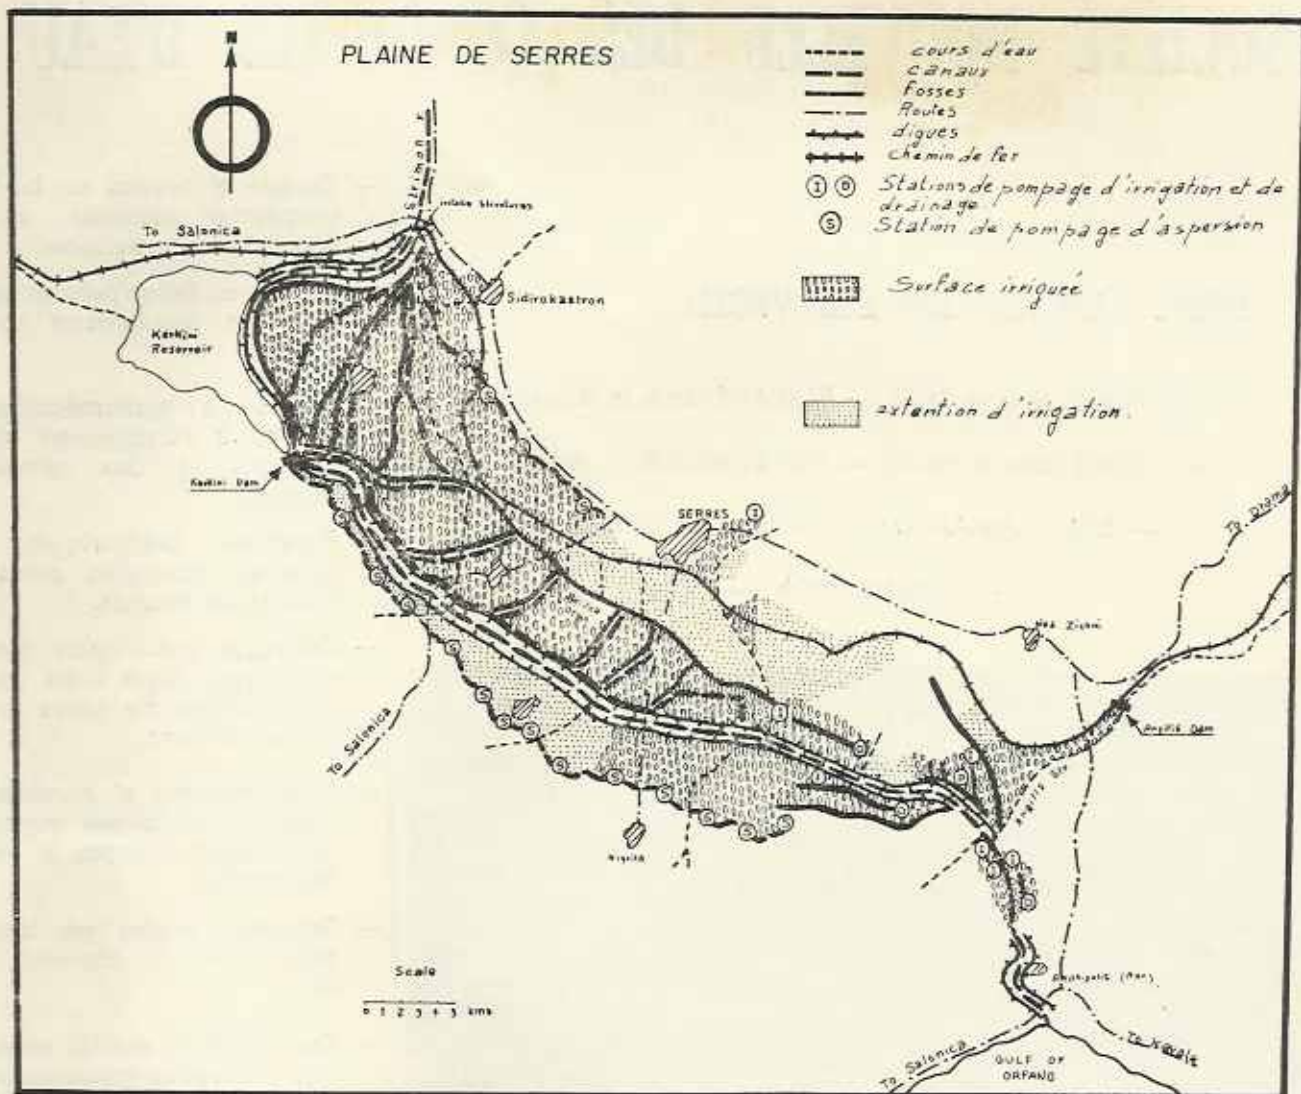 N
PLAINE DE SERRES
cours d'eau
canaux
Fosses
Routes
digues
chemin de fer
I D Stations de pompage d'irrigation et de
drainage
S Station de pompage d'aspersion
Surface irriguée
extention d'irrigation.
Strimon r
To Salonica
Sidirokastron
Kerkini
Reservoir
Kerkini Dam
SERRES
I
To Drama
Nea Zichni
Angitis Dam
Angitis Str
To Salonica
Nigrita
Scale
0 1 2 3 4 5 kms
Amphipolis
To Kavala
To Salonica
GULF OF
ORFANO